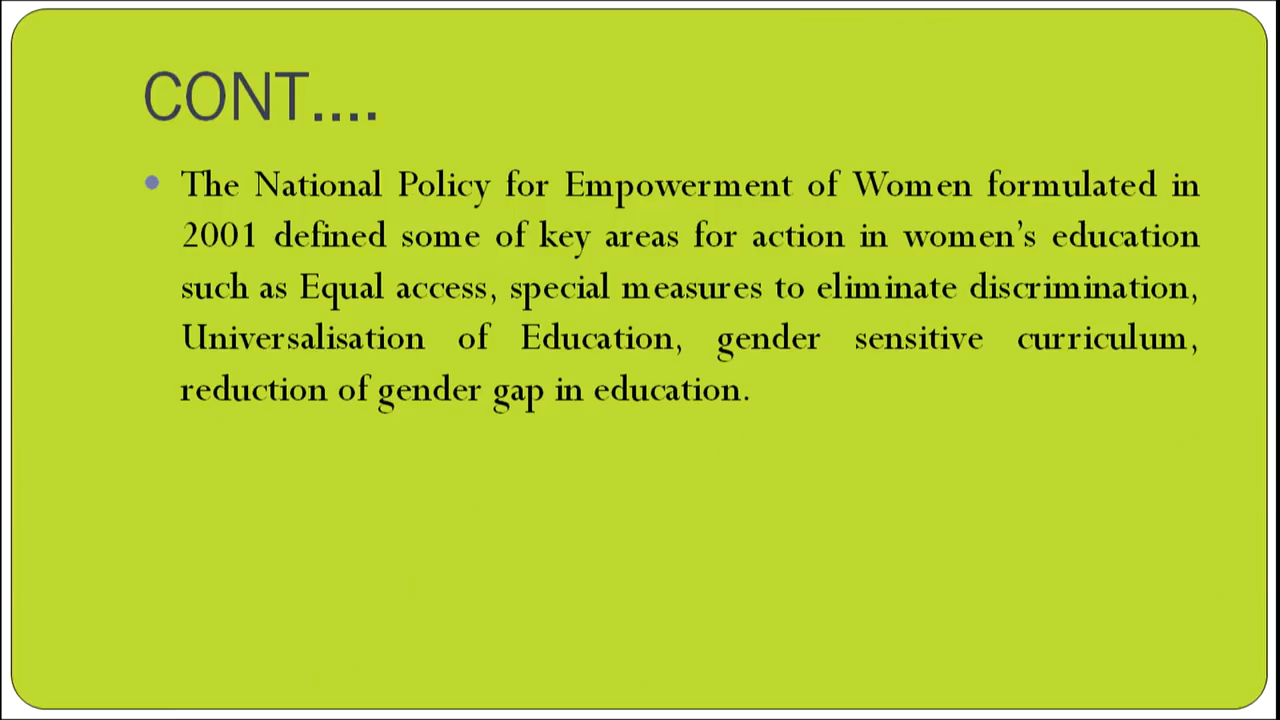 CONT....
• The National Policy for Empowerment of Women formulated in
2001 defined some of key areas for action in women’s education
such as Equal access, special measures to eliminate discrimination,
Universalisation of Education, gender sensitive curriculum,
reduction of gender gap in education.